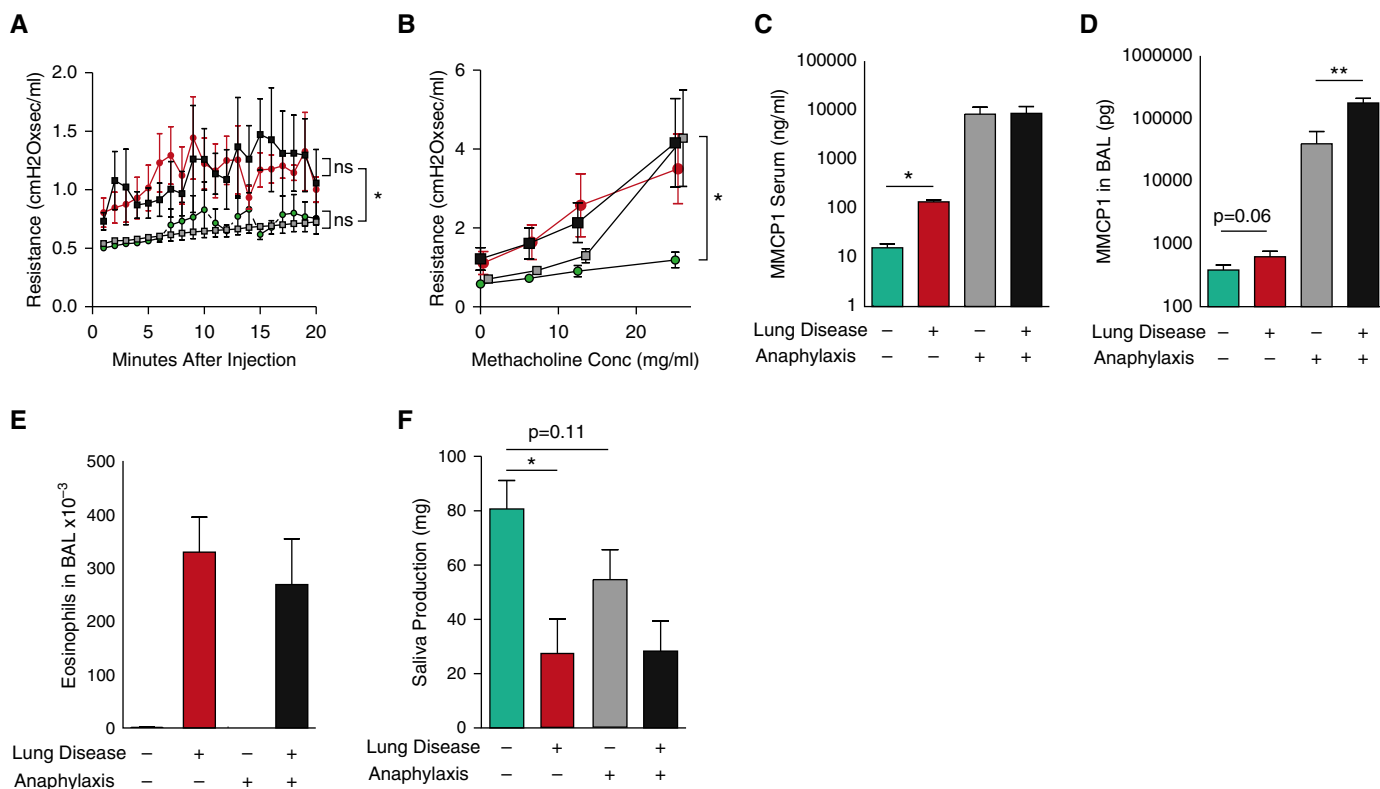 A
Resistance (cmH2Oxsec/ml)
2.0
1.5
1.0
0.5
0.0
0 5 10 15 20
Minutes After Injection
ns
ns
*
B
Resistance (cmH2Oxsec/ml)
6
4
2
0
0 10 20
Methacholine Conc (mg/ml)
*
C
MMCP1 Serum (ng/ml)
100000
10000
1000
100
10
1
*
Lung Disease – + – +
Anaphylaxis – – + +
D
MMCP1 in BAL (pg)
1000000
100000
10000
1000
100
p=0.06
**
Lung Disease – + – +
Anaphylaxis – – + +
E
Eosinophils in BAL x10⁻³
500
400
300
200
100
0
Lung Disease – + – +
Anaphylaxis – – + +
F
Saliva Production (mg)
100
80
60
40
20
0
p=0.11
*
Lung Disease – + – +
Anaphylaxis – – + +